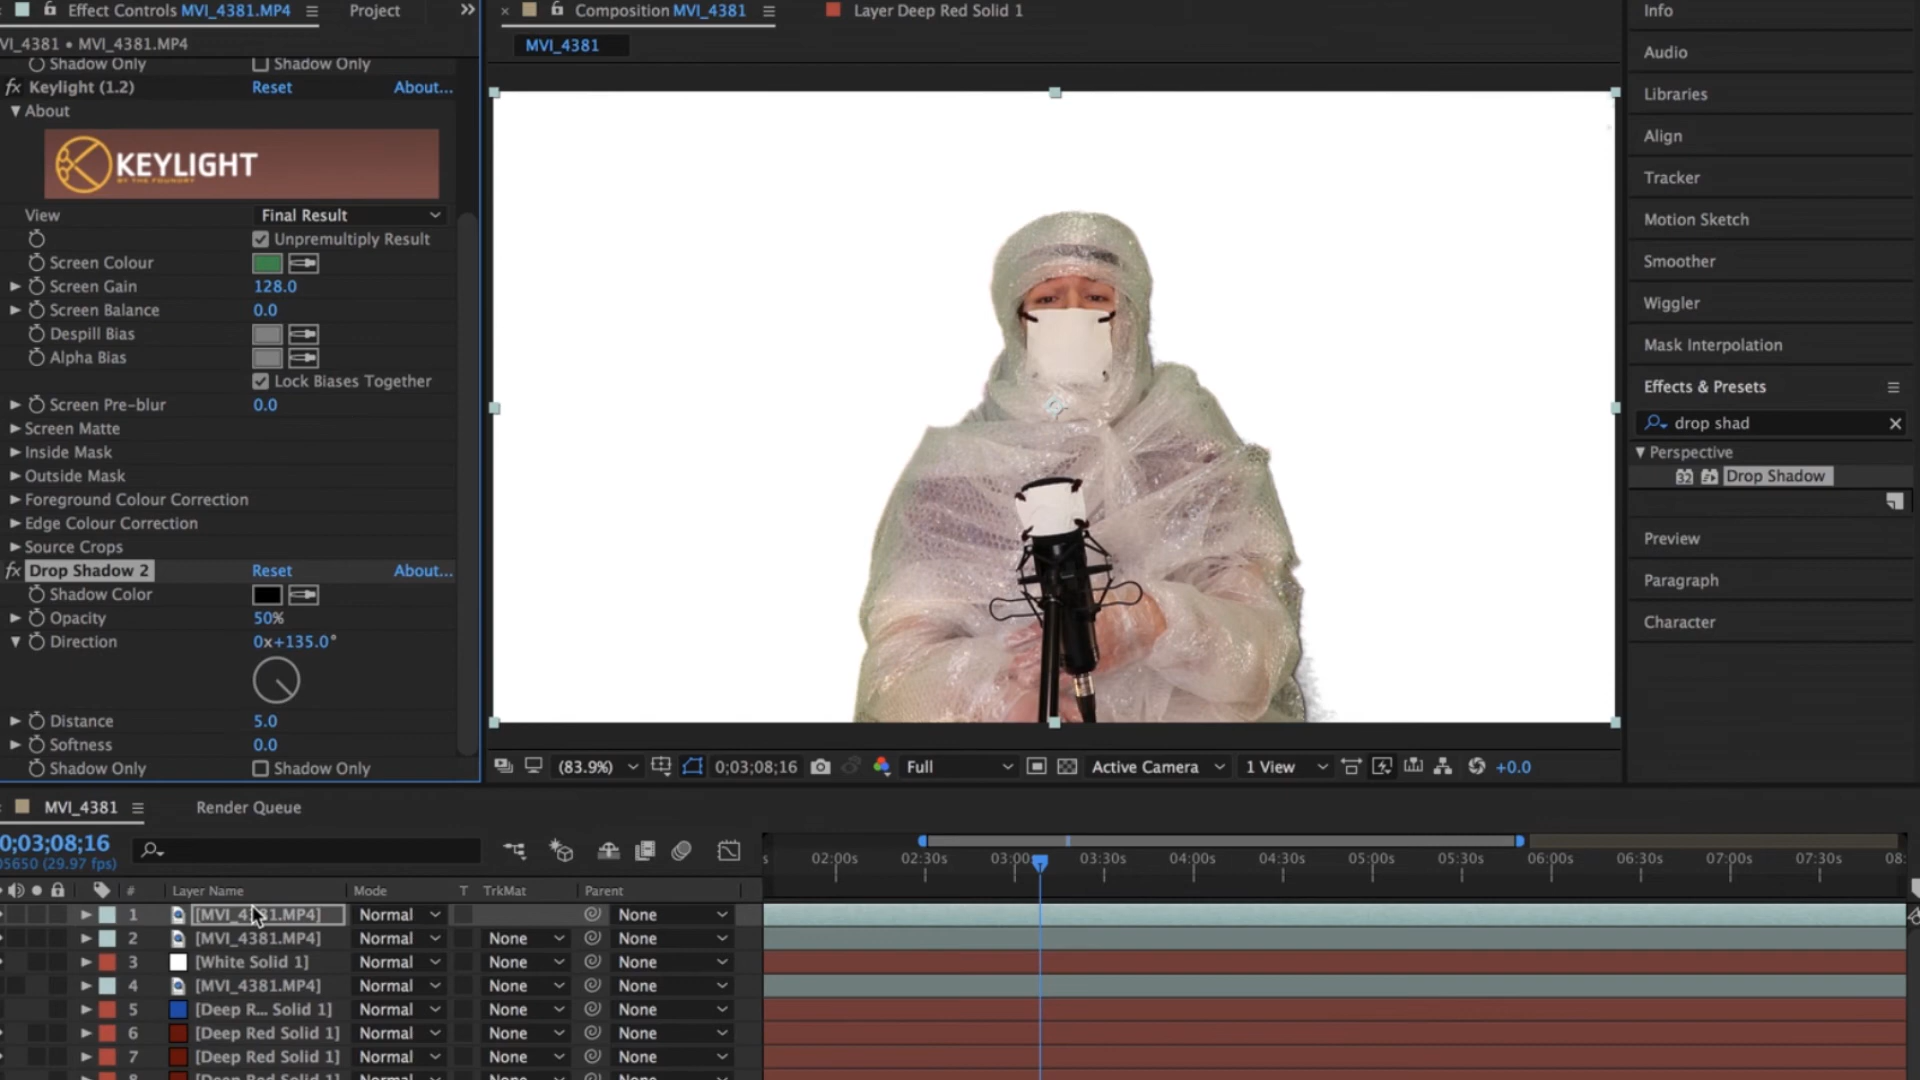 Effect Controls MVI_4381.MP4
Project
VI_4381 • MVI_4381.MP4
Shadow Only
Shadow Only
fx Keylight (1.2)
Reset
About...
About
KEYLIGHT
BY THE FOUNDRY
View
Final Result
Unpremultiply Result
Screen Colour
Screen Gain
128.0
Screen Balance
0.0
Despill Bias
Alpha Bias
Lock Biases Together
Screen Pre-blur
0.0
Screen Matte
Inside Mask
Outside Mask
Foreground Colour Correction
Edge Colour Correction
Source Crops
fx Drop Shadow 2
Reset
About...
Shadow Color
Opacity
50%
Direction
0x+135.0°
Distance
5.0
Softness
0.0
Shadow Only
Shadow Only
Composition MVI_4381
Layer Deep Red Solid 1
MVI_4381
(83.9%)
0;03;08;16
Full
Active Camera
1 View
+0.0
Info
Audio
Libraries
Align
Tracker
Motion Sketch
Smoother
Wiggler
Mask Interpolation
Effects & Presets
drop shad
Perspective
32
Drop Shadow
Preview
Paragraph
Character
MVI_4381
Render Queue
0;03;08;16
05650 (29.97 fps)
# Layer Name
Mode
T TrkMat
Parent
s 02:00s 02:30s 03:00 03:30s 04:00s 04:30s 05:00s 05:30s 06:00s 06:30s 07:00s 07:30s 08:
1 [MVI_4381.MP4] Normal None
2 [MVI_4381.MP4] Normal None None
3 [White Solid 1] Normal None None
4 [MVI_4381.MP4] Normal None None
5 [Deep R... Solid 1] Normal None None
6 [Deep Red Solid 1] Normal None None
7 [Deep Red Solid 1] Normal None None